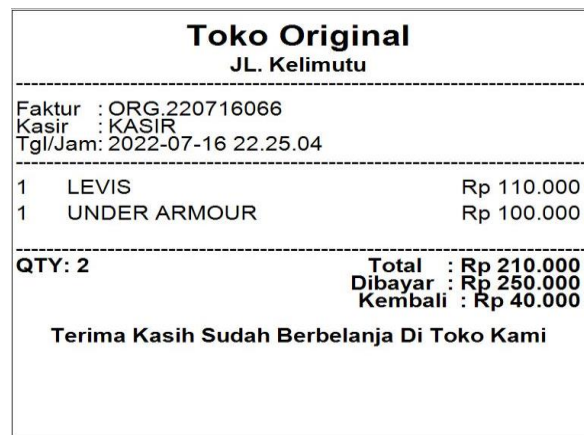 Toko Original
JL. Kelimutu
Faktur : ORG.220716066
Kasir : KASIR
Tgl/Jam: 2022-07-16 22.25.04
1 LEVIS Rp 110.000
1 UNDER ARMOUR Rp 100.000
QTY: 2 Total : Rp 210.000
Dibayar : Rp 250.000
Kembali : Rp 40.000
Terima Kasih Sudah Berbelanja Di Toko Kami